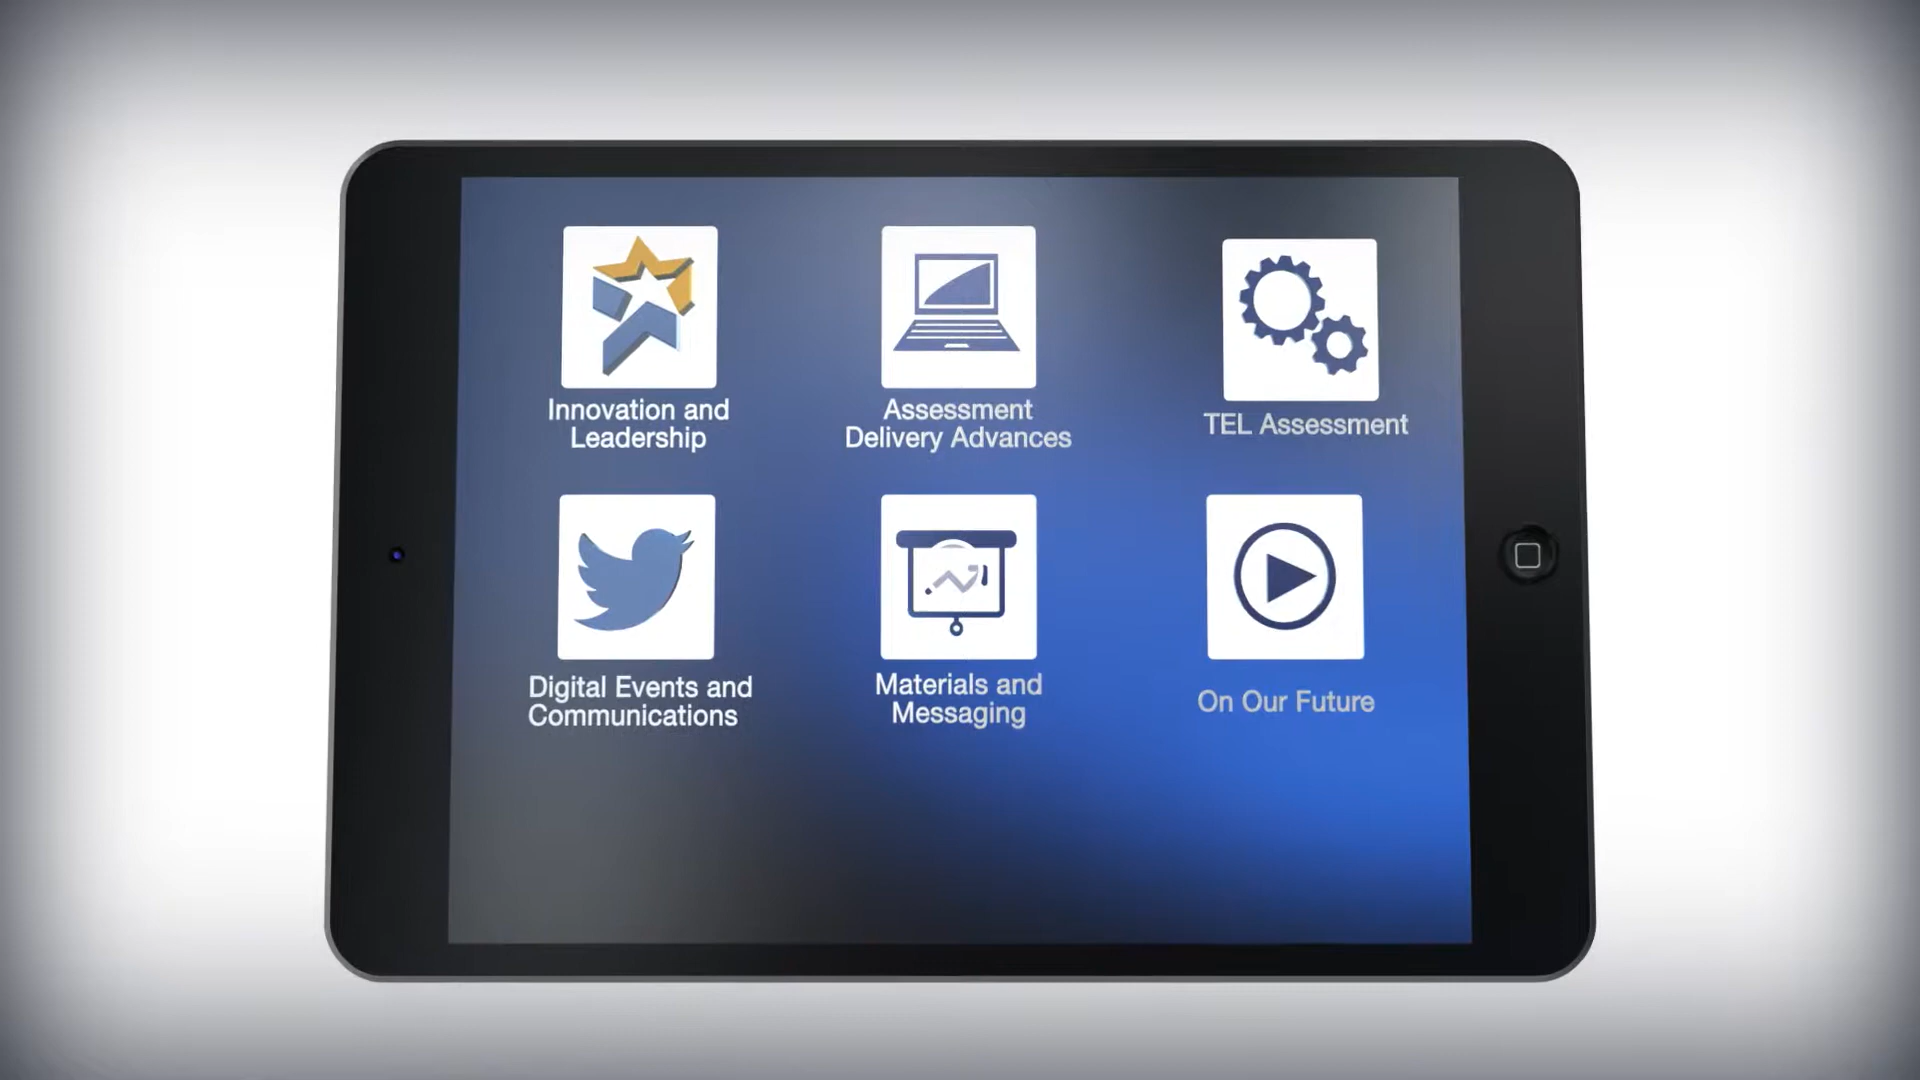 Innovation and
Leadership
Assessment
Delivery Advances
TEL Assessment
Digital Events and
Communications
Materials and
Messaging
On Our Future